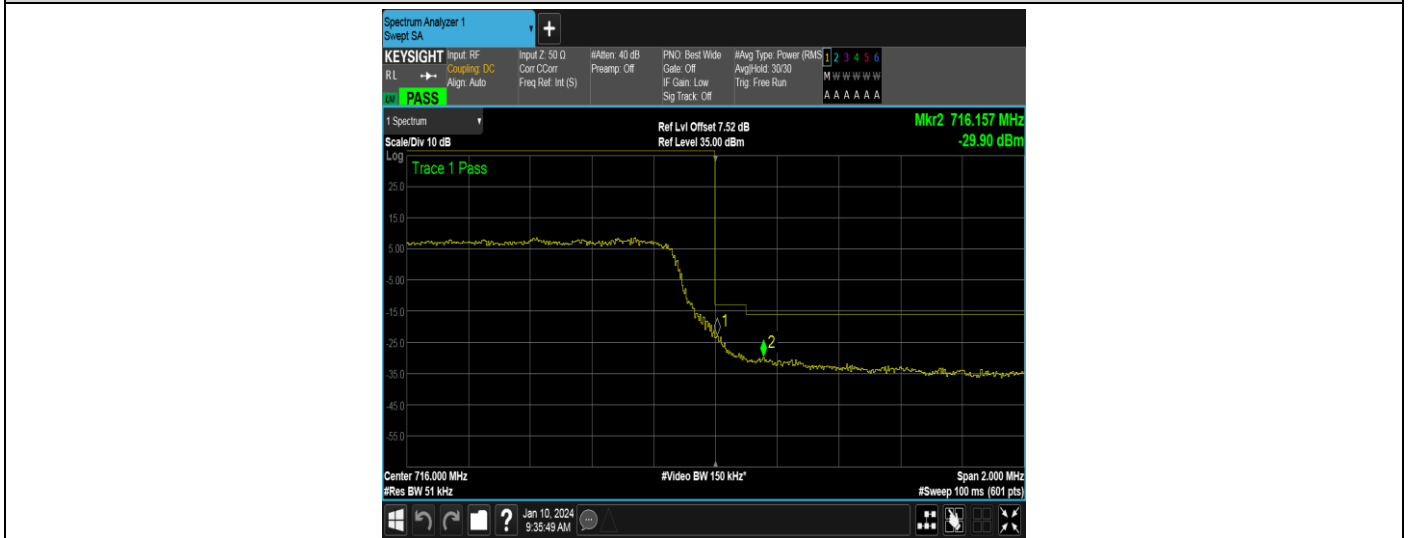 Spectrum Analyzer 1
Swept SA
+
KEYSIGHT Input: RF Input Z: 50 Ω #Atten: 40 dB PNO: Best Wide #Avg Type: Power (RMS 1 2 3 4 5 6
RL Coupling: DC Corr CCorr Preamp: Off Gate: Off Avg|Hold: 30/30 M W W W W W
Align: Auto Freq Ref: Int (S) IF Gain: Low Trig: Free Run
Sig Track: Off A A A A A A
PASS
1 Spectrum Ref Lvl Offset 7.52 dB Mkr2 716.157 MHz
Scale/Div 10 dB Ref Level 35.00 dBm -29.90 dBm
Log
Trace 1 Pass
25.0
15.0
5.00
-5.00
-15.0
1
-25.0
2
-35.0
-45.0
-55.0
Center 716.000 MHz #Video BW 150 kHz* Span 2.000 MHz
#Res BW 51 kHz #Sweep 100 ms (601 pts)
? Jan 10, 2024
9:35:49 AM